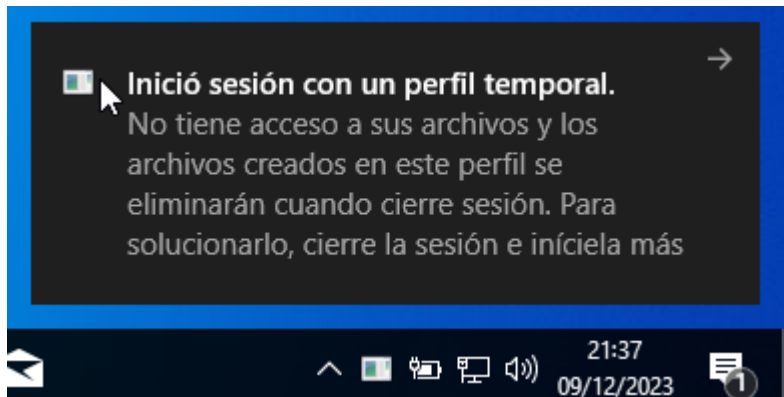 Inició sesión con un perfil temporal.
No tiene acceso a sus archivos y los
archivos creados en este perfil se
eliminarán cuando cierre sesión. Para
solucionarlo, cierre la sesión e iníciela más
21:37
09/12/2023
1